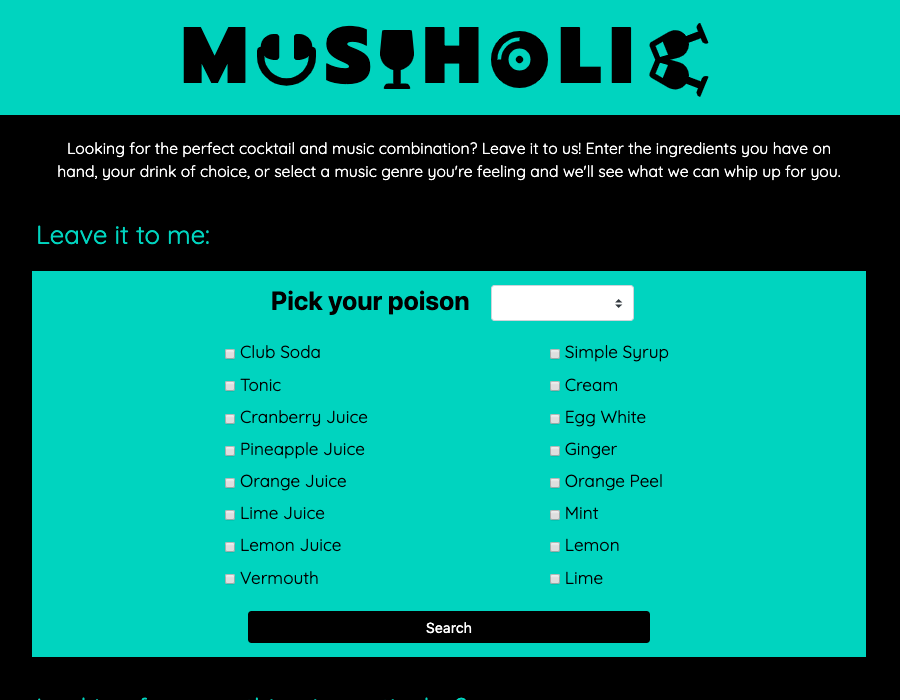 MUSIHOLIC
Looking for the perfect cocktail and music combination? Leave it to us! Enter the ingredients you have on
hand, your drink of choice, or select a music genre you're feeling and we'll see what we can whip up for you.
Leave it to me:
Pick your poison
Club Soda
Tonic
Cranberry Juice
Pineapple Juice
Orange Juice
Lime Juice
Lemon Juice
Vermouth
Simple Syrup
Cream
Egg White
Ginger
Orange Peel
Mint
Lemon
Lime
Search